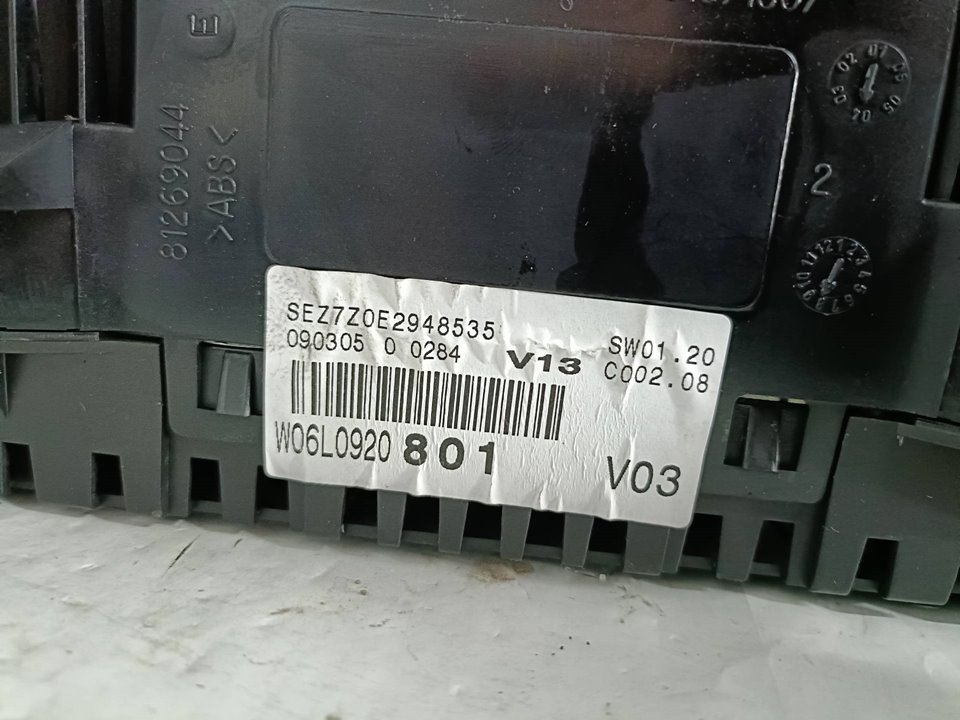 E
81269044
>ABS<
2
SEZ7Z0E2948535
090305 0 0284
V13
SW01.20
C002.08
W06L0920 801
V03